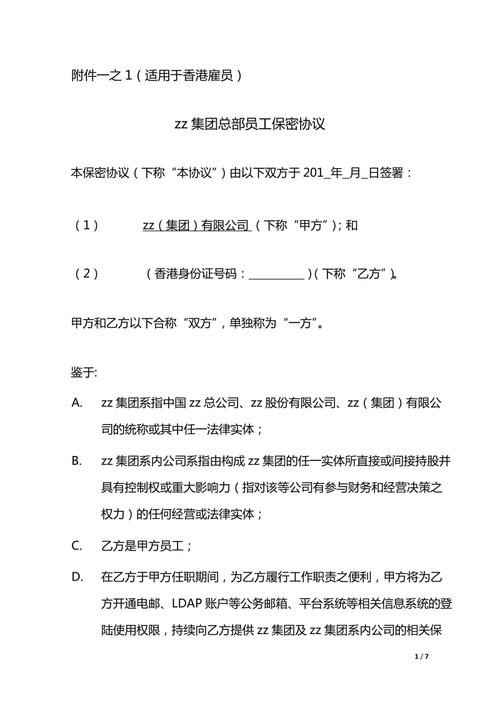 附件一之 1（适用于香港雇员）
zz 集团总部员工保密协议
本保密协议（下称“本协议”）由以下双方于 201_年_月_日签署：
（1） zz（集团）有限公司（下称“甲方”）；和
（2） （香港身份证号码：_________ ）（下称“乙方”）。
甲方和乙方以下合称“双方”，单独称为“一方”。
鉴于:
A. zz 集团系指中国 zz 总公司、zz 股份有限公司、zz（集团）有限公
司的统称或其中任一法律实体；
B. zz 集团系内公司系指由构成 zz 集团的任一实体所直接或间接持股并
具有控制权或重大影响力（指对该等公司有参与财务和经营决策之
权力）的任何经营或法律实体；
C. 乙方是甲方员工；
D. 在乙方于甲方任职期间，为乙方履行工作职责之便利，甲方将为乙
方开通电邮、LDAP 账户等公务邮箱、平台系统等相关信息系统的登
陆使用权限，持续向乙方提供 zz 集团及 zz 集团系内公司的相关保
1 / 7